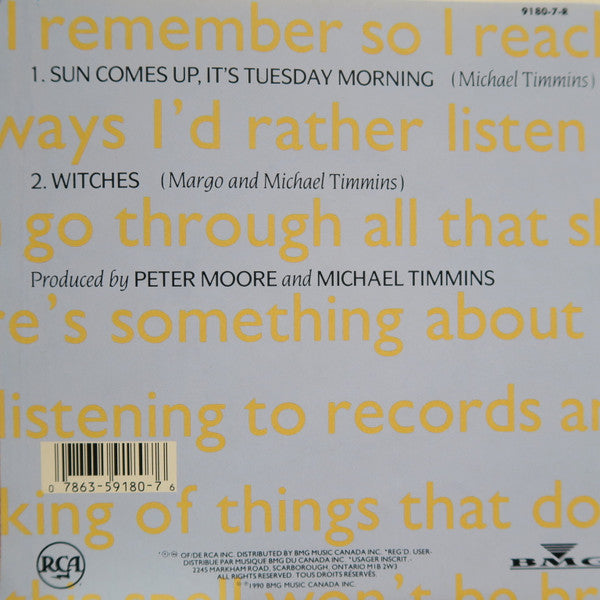 9180-7-R
I remember so I reach
1. SUN COMES UP, IT'S TUESDAY MORNING (Michael Timmins)
ways I'd rather listen
2. WITCHES (Margo and Michael Timmins)
go through all that sh
Produced by PETER MOORE and MICHAEL TIMMINS
re's something about
listening to records an
0 7863-59180-7 6
king of things that do
RCA
OF/DE RCA INC. DISTRIBUTED BY BMG MUSIC CANADA INC. *REG'D. USER-
DISTRIBUE PAR MUSIQUE BMG DU CANADA INC. *USAGER INSCRIT.-
2245 MARKHAM ROAD, SCARBOROUGH, ONTARIO M1B 2W3
ALL RIGHTS RESERVED. TOUS DROITS RÉSERVÉS.
℗ 1990 BMG MUSIC CANADA INC.
BMG